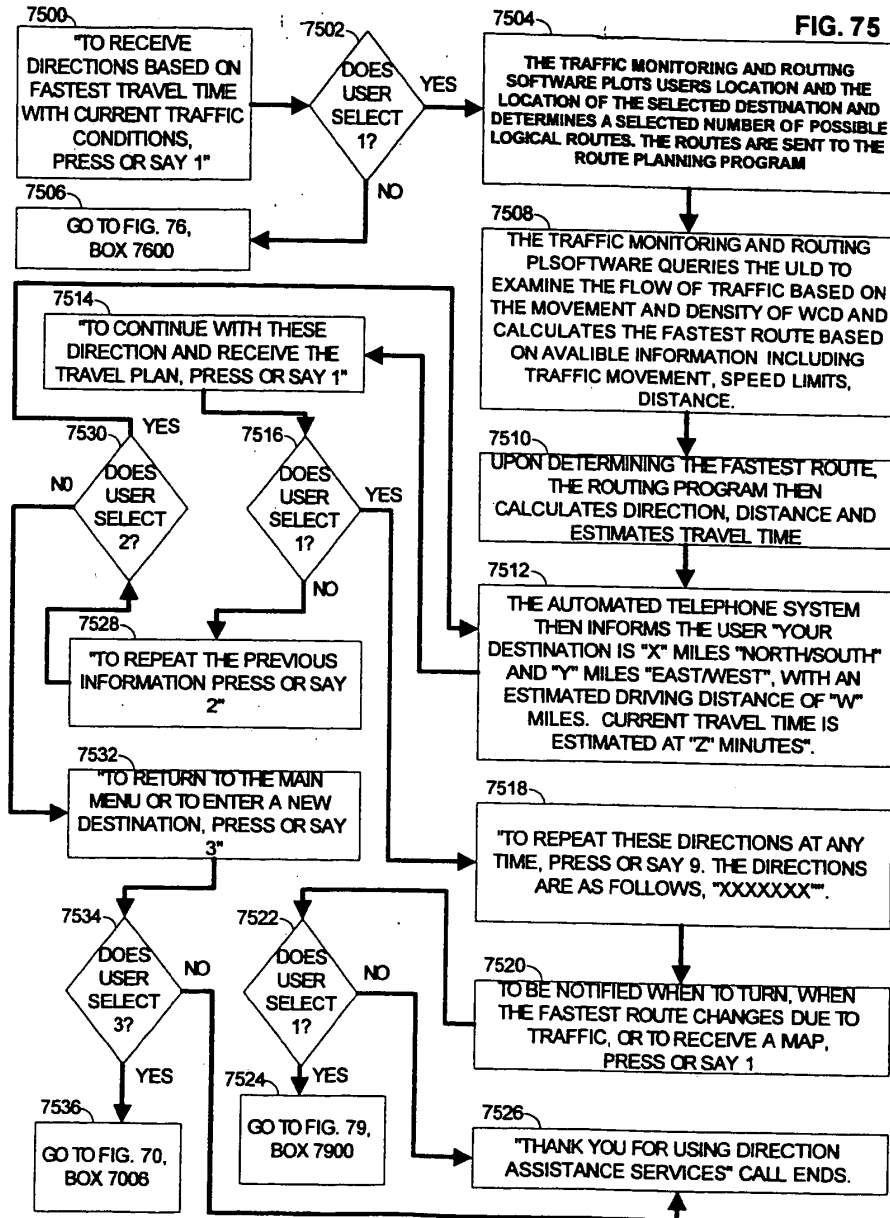 FIG. 75
7500
"TO RECEIVE
DIRECTIONS BASED ON
FASTEST TRAVEL TIME
WITH CURRENT TRAFFIC
CONDITIONS,
PRESS OR SAY 1"
7502
DOES
USER
SELECT
1?
YES
NO
7504
THE TRAFFIC MONITORING AND ROUTING
SOFTWARE PLOTS USERS LOCATION AND THE
LOCATION OF THE SELECTED DESTINATION AND
DETERMINES A SELECTED NUMBER OF POSSIBLE
LOGICAL ROUTES. THE ROUTES ARE SENT TO THE
ROUTE PLANNING PROGRAM
7506
GO TO FIG. 76,
BOX 7600
7508
THE TRAFFIC MONITORING AND ROUTING
PLSOFTWARE QUERIES THE ULD TO
EXAMINE THE FLOW OF TRAFFIC BASED ON
THE MOVEMENT AND DENSITY OF WCD AND
CALCULATES THE FASTEST ROUTE BASED
ON AVALIBLE INFORMATION INCLUDING
TRAFFIC MOVEMENT, SPEED LIMITS,
DISTANCE.
7510
UPON DETERMINING THE FASTEST ROUTE,
THE ROUTING PROGRAM THEN
CALCULATES DIRECTION, DISTANCE AND
ESTIMATES TRAVEL TIME
7512
THE AUTOMATED TELEPHONE SYSTEM
THEN INFORMS THE USER "YOUR
DESTINATION IS "X" MILES "NORTH/SOUTH"
AND "Y" MILES "EAST/WEST", WITH AN
ESTIMATED DRIVING DISTANCE OF "W"
MILES. CURRENT TRAVEL TIME IS
ESTIMATED AT "Z" MINUTES".
7514
"TO CONTINUE WITH THESE
DIRECTION AND RECEIVE THE
TRAVEL PLAN, PRESS OR SAY 1"
7516
DOES
USER
SELECT
1?
YES
NO
7518
"TO REPEAT THESE DIRECTIONS AT ANY
TIME, PRESS OR SAY 9. THE DIRECTIONS
ARE AS FOLLOWS, "XXXXXXX"".
7520
TO BE NOTIFIED WHEN TO TURN, WHEN
THE FASTEST ROUTE CHANGES DUE TO
TRAFFIC, OR TO RECEIVE A MAP,
PRESS OR SAY 1
7522
DOES
USER
SELECT
1?
NO
YES
7524
GO TO FIG. 79,
BOX 7900
7526
"THANK YOU FOR USING DIRECTION
ASSISTANCE SERVICES" CALL ENDS.
7528
"TO REPEAT THE PREVIOUS
INFORMATION PRESS OR SAY
2"
7530
DOES
USER
SELECT
2?
YES
NO
7532
"TO RETURN TO THE MAIN
MENU OR TO ENTER A NEW
DESTINATION, PRESS OR SAY
3"
7534
DOES
USER
SELECT
3?
NO
YES
7536
GO TO FIG. 70,
BOX 7008